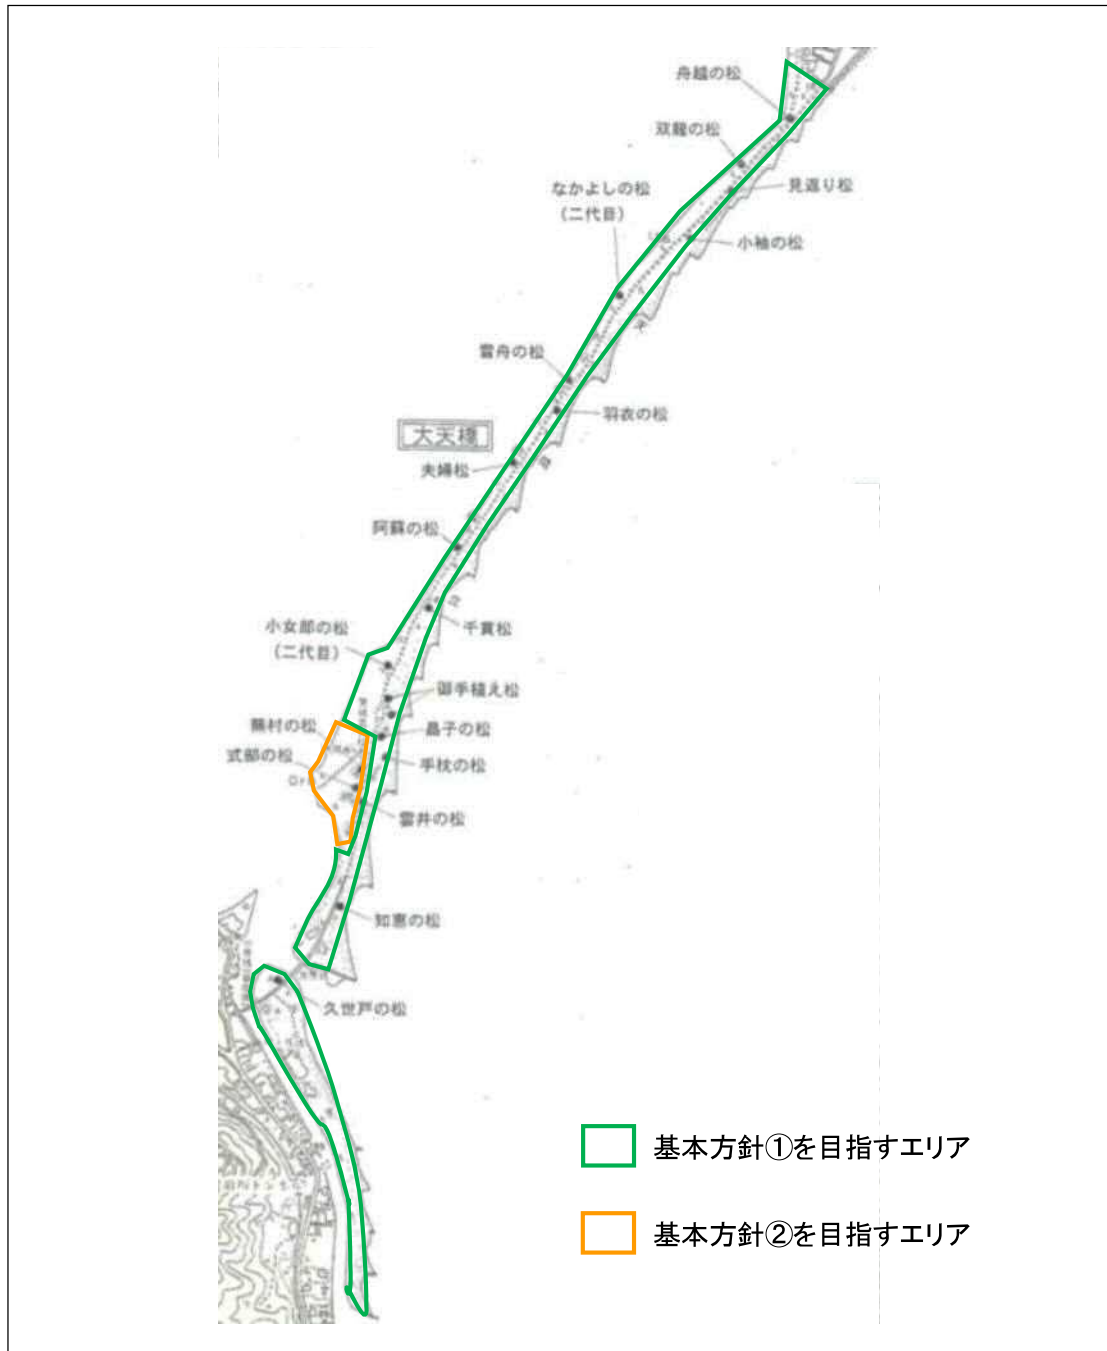 舟越の松
双龍の松
なかよしの松
(二代目)
見返り松
小袖の松
雪舟の松
羽衣の松
大天橋
夫婦松
阿蘇の松
千貫松
小女郎の松
(二代目)
御手植え松
蕪村の松
晶子の松
式部の松
手枕の松
雲井の松
知恵の松
久世戸の松
基本方針①を目指すエリア
基本方針②を目指すエリア